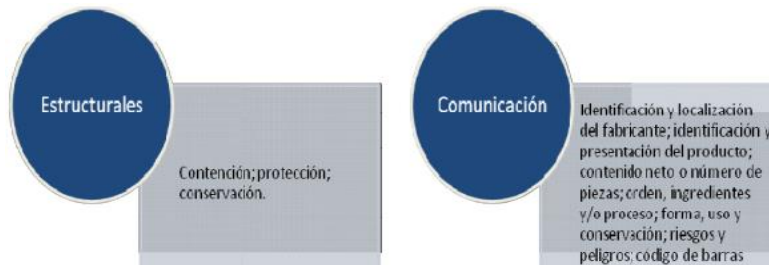 Estructurales
Contención; protección;
conservación.
Comunicación
Identificación y localización
del fabricante; identificación y
presentación del producto;
contenido neto o número de
piezas; orden, ingredientes
y/o proceso; forma, uso y
conservación; riesgos y
peligros; código de barras